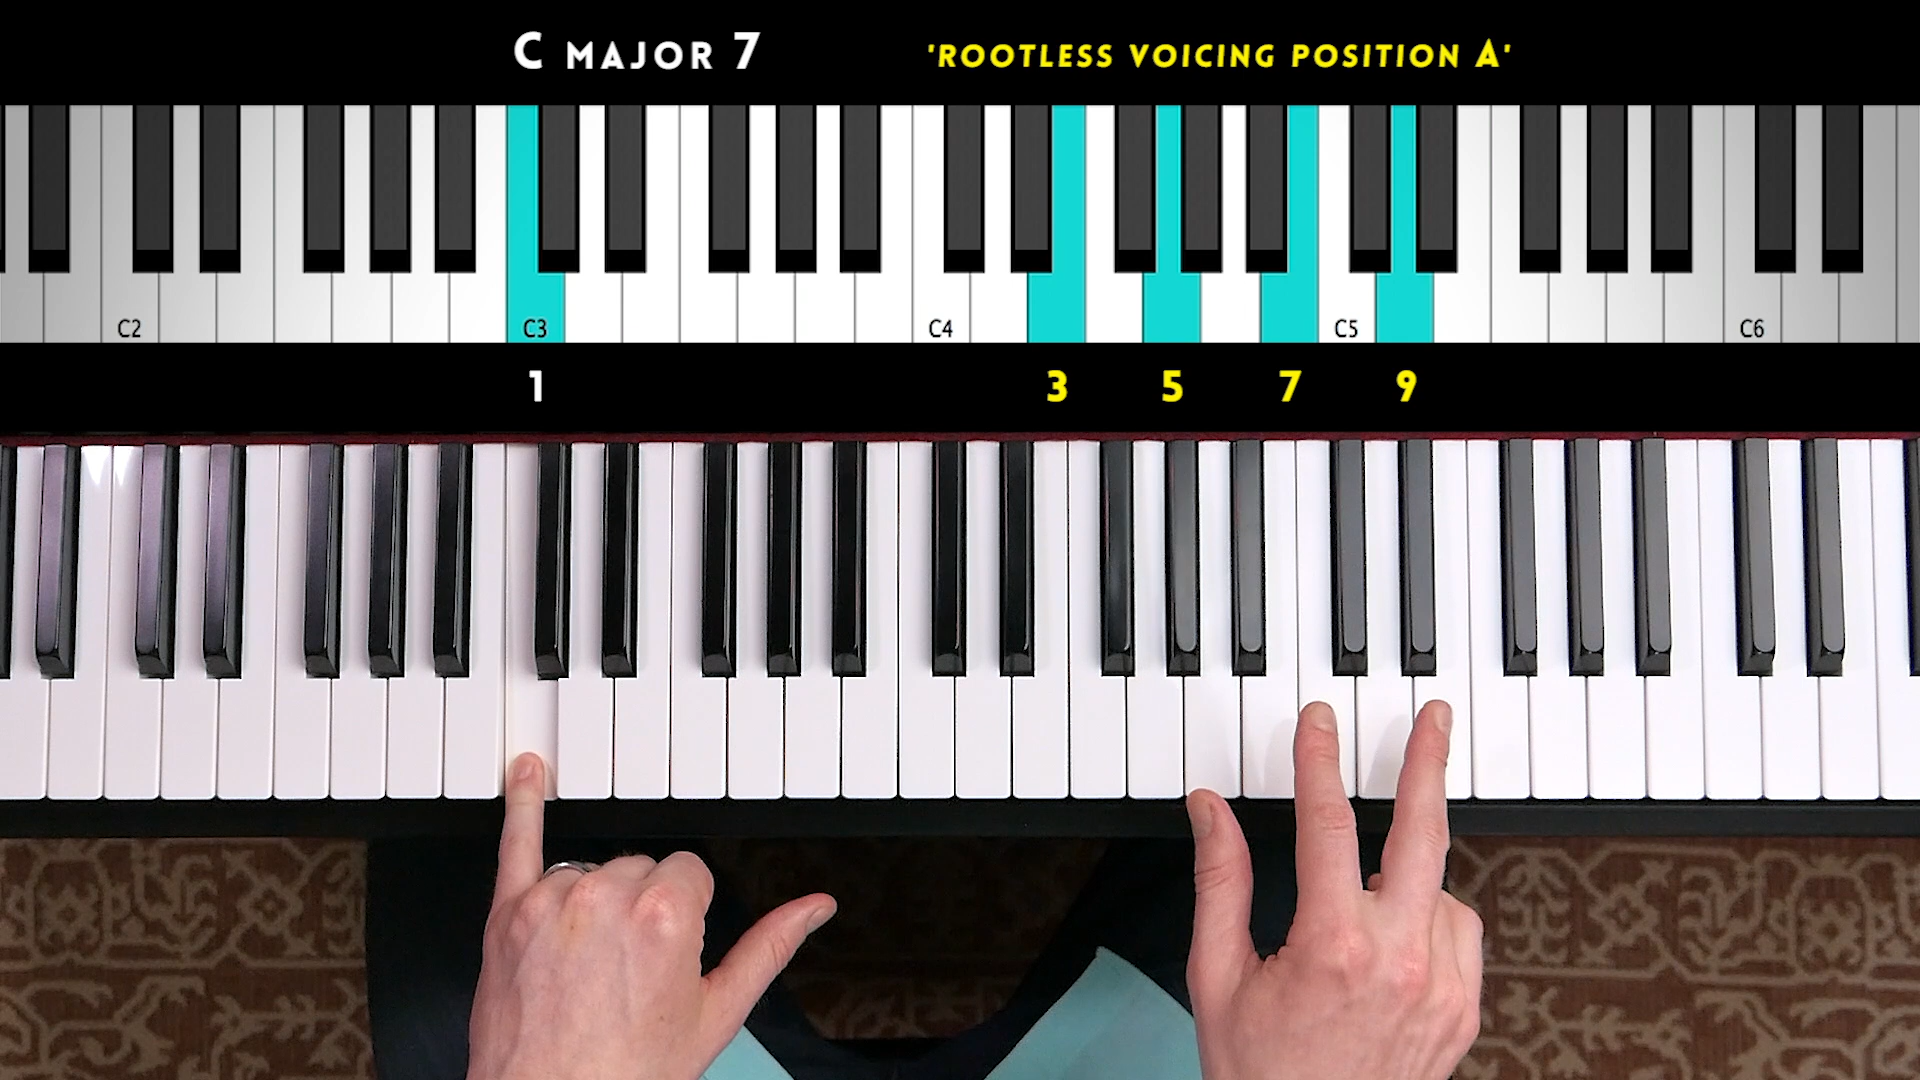 C MAJOR 7
'ROOTLESS VOICING POSITION A'
C2 C3 C4 C5 C6
1 3 5 7 9